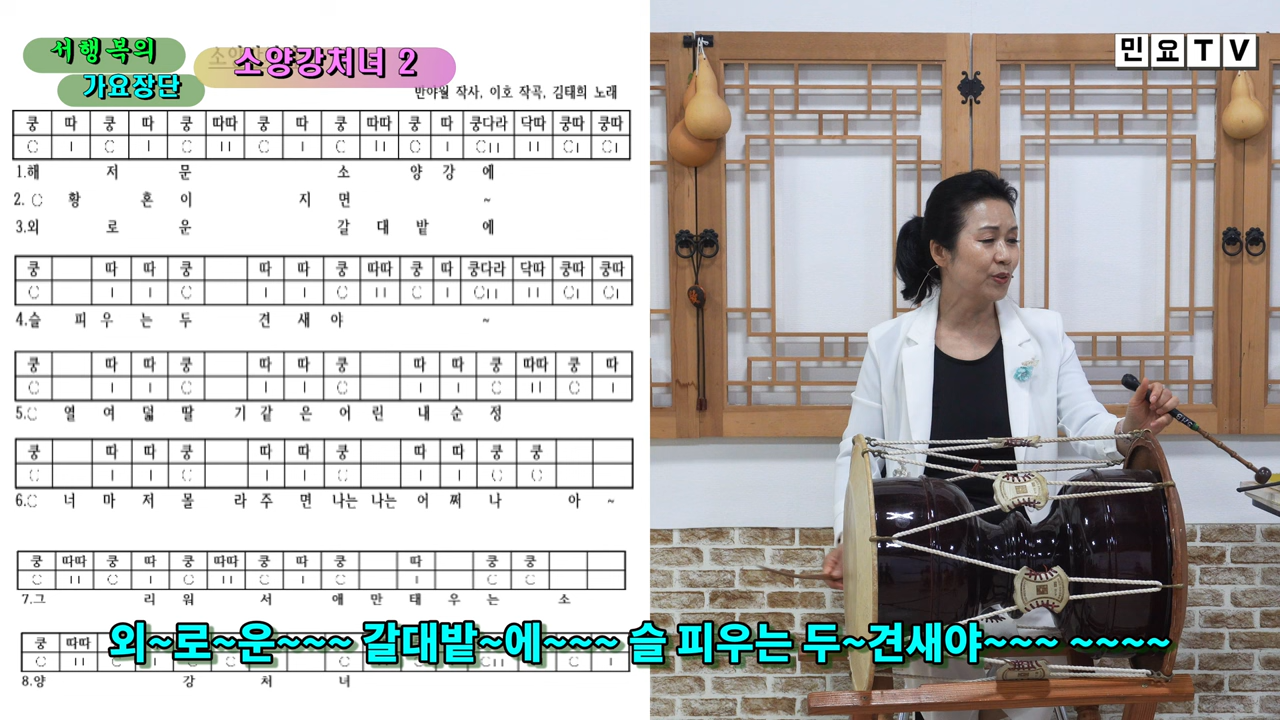 서행복의
가요장단
소양강처녀 2
민요TV
반야월 작사, 이호 작곡, 김태희 노래
쿵 따 쿵 따 쿵 따따 쿵 따 쿵 따따 쿵 따 쿵다라 닥따 쿵따 쿵따
1.해 저 문 소 양 강 에
2. 황 혼 이 지 면 ~
3.외 로 운 갈 대 밭 에
쿵 따 따 쿵 따 따 쿵 따따 쿵 따 쿵다라 닥따 쿵따 쿵따
4.슬 피 우 는 두 견 새 야 ~
쿵 따 따 쿵 따 따 쿵 따 따 쿵 따따 쿵 따
5. 열 여 덟 딸 기 같 은 어 린 내 순 정
쿵 따 따 쿵 따 따 쿵 따 따 쿵 쿵
6. 너 마 저 몰 라 주 면 나는 나는 어 쩌 나 아 ~
쿵 따따 쿵 따 쿵 따따 쿵 따 쿵 따 쿵 쿵
7.그 리 워 서 애 만 태 우 는 소
쿵 따따
외~로~운~~~ 갈대밭~에~~~ 슬 피우는 두~견새야~~~ ~~~~
8.양 강 처 녀